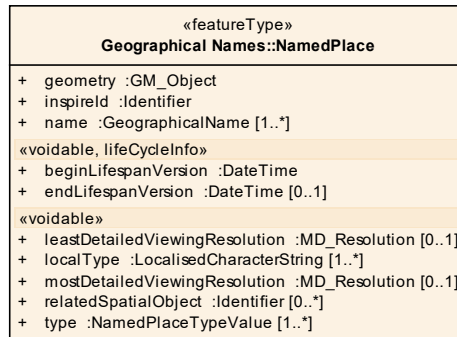 «featureType»
Geographical Names::NamedPlace
+ geometry :GM_Object
+ inspireId :Identifier
+ name :GeographicalName [1..*]
«voidable, lifeCycleInfo»
+ beginLifespanVersion :DateTime
+ endLifespanVersion :DateTime [0..1]
«voidable»
+ leastDetailedViewingResolution :MD_Resolution [0..1]
+ localType :LocalisedCharacterString [1..*]
+ mostDetailedViewingResolution :MD_Resolution [0..1]
+ relatedSpatialObject :Identifier [0..*]
+ type :NamedPlaceTypeValue [1..*]